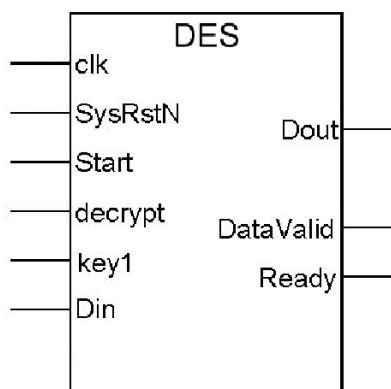 DES
clk
SysRstN
Start
decrypt
key1
Din
Dout
DataValid
Ready